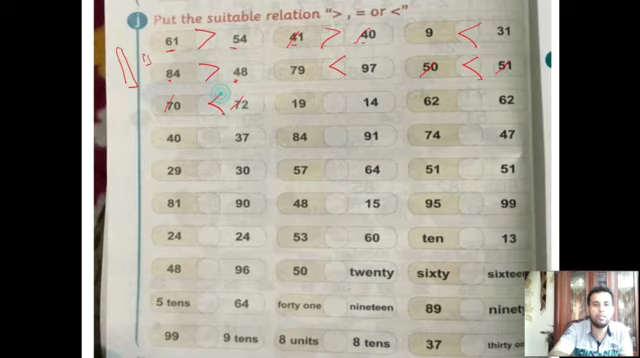 j Put the suitable relation “> , = or <”
61 > 54 41 > 40 9 < 31
84 > 48 79 < 97 50 < 51
70 < 72 19 14 62 62
40 37 84 91 74 47
29 30 57 64 51 51
81 90 48 15 95 99
24 24 53 60 ten 13
48 96 50 twenty sixty sixteen
5 tens 64 forty one nineteen 89
99 9 tens 8 units 8 tens 37 thirty